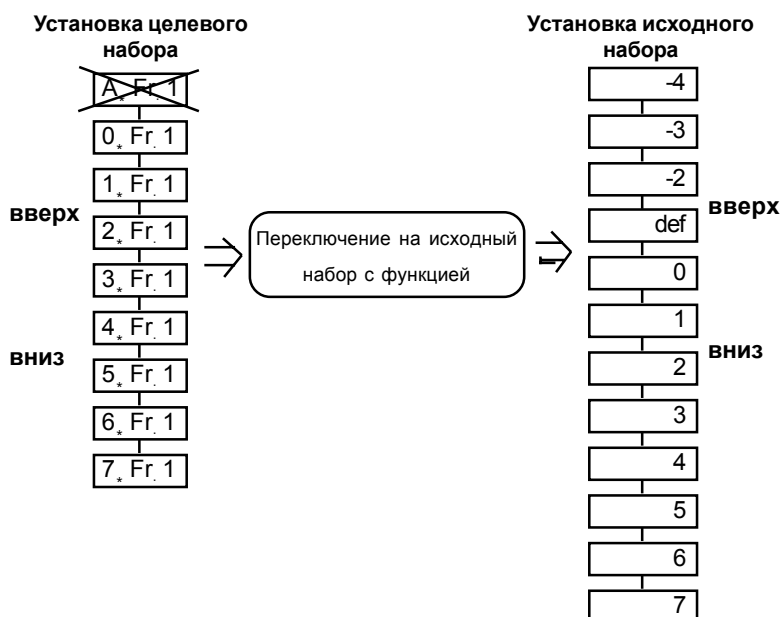 Установка целевого
набора
A. Fr. 1
0. Fr. 1
1. Fr. 1
2. Fr. 1
3. Fr. 1
4. Fr. 1
5. Fr. 1
6. Fr. 1
7. Fr. 1
вверх
вниз
Переключение на исходный
набор с функцией
Установка исходного
набора
-4
-3
-2
def
0
1
2
3
4
5
6
7
вверх
вниз